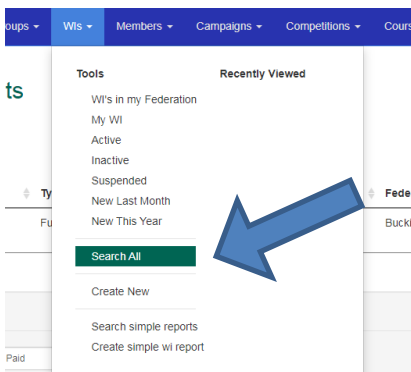 oups WIs Members Campaigns Competitions Cours
Tools Recently Viewed
ts
WI's in my Federation
My WI
Active
Inactive
Suspended
New Last Month
New This Year
Ty Fede
Fu Bucki
Search All
Create New
Search simple reports
Create simple wi report
Paid